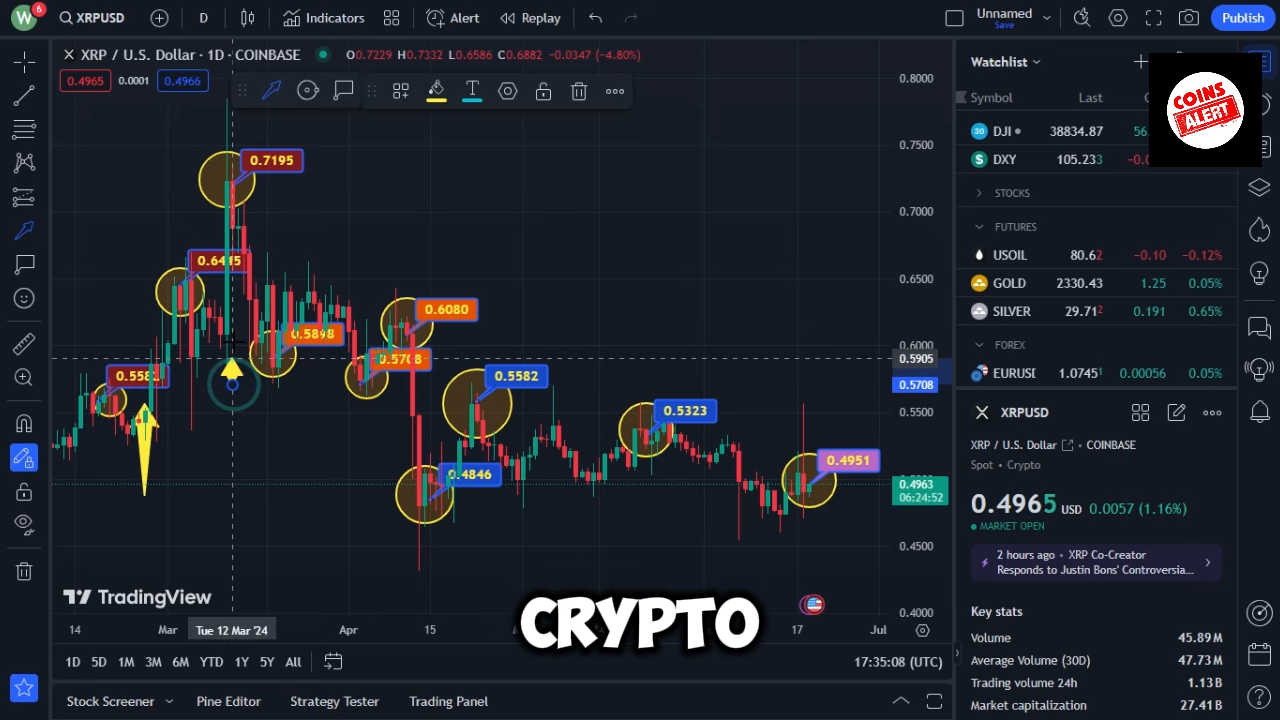 W 6 XRPUSD D Indicators Alert Replay Unnamed Save Publish
XRP / U.S. Dollar · 1D · COINBASE O0.7229 H0.7332 L0.6586 C0.6882 −0.0347 (−4.80%)
0.4965 0.0001 0.4966
T
0.7195
0.5898
0.6080
0.5708
0.5582
0.5323
0.4846
0.4951
0.8000
0.7500
0.7000
0.6500
0.6000
0.5905
0.5708
0.5500
0.4963
06:24:52
0.4500
0.4000
TradingView
CRYPTO
14 Mar Tue 12 Mar '24 Apr 15 17 Jul
1D 5D 1M 3M 6M YTD 1Y 5Y All 17:35:08 (UTC)
Stock Screener Pine Editor Strategy Tester Trading Panel
Watchlist
COINS
ALERT
Symbol Last
30 DJI 38834.87 56.
$ DXY 105.233 −0.0
STOCKS
FUTURES
USOIL 80.62 −0.10 −0.12%
GOLD 2330.43 1.25 0.05%
SILVER 29.712 0.191 0.65%
FOREX
EURUSI 1.07451 0.00056 0.05%
XRPUSD
XRP / U.S. Dollar COINBASE
Spot • Crypto
0.4965 USD 0.0057 (1.16%)
MARKET OPEN
2 hours ago • XRP Co-Creator
Responds to Justin Bons' Controversia...
Key stats
Volume 45.89M
Average Volume (30D) 47.73M
Trading volume 24h 1.13B
Market capitalization 27.41B